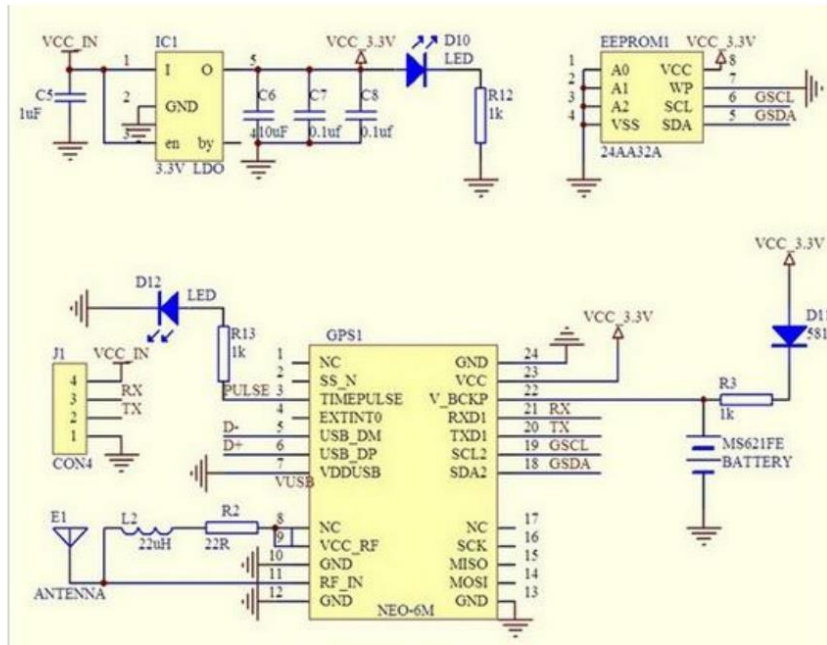 VCC_IN
IC1
1
I
O
5
C5
1uF
2
GND
3
en
by
4
3.3V LDO
C6
10uF
C7
0.1uf
C8
0.1uf
VCC_3.3V
D10
LED
R12
1k
EEPROM1
VCC_3.3V
1
A0
VCC
8
2
A1
WP
7
3
A2
SCL
6
GSCL
4
VSS
SDA
5
GSDA
24AA32A
D12
LED
R13
1k
J1
VCC_IN
4
3
RX
2
TX
1
CON4
GPS1
VCC_3.3V
1
NC
GND
24
2
SS_N
VCC
23
PULSE
3
TIMEPULSE
V_BCKP
22
4
EXTINT0
RXD1
21
RX
D-
5
USB_DM
TXD1
20
TX
D+
6
USB_DP
SCL2
19
GSCL
7
VDDUSB
SDA2
18
GSDA
VUSB
8
NC
NC
17
9
VCC_RF
SCK
16
10
GND
MISO
15
11
RF_IN
MOSI
14
12
GND
GND
13
NEO-6M
E1
ANTENNA
L2
22uH
R2
22R
VCC_3.3V
D11
581
R3
1k
MS621FE
BATTERY